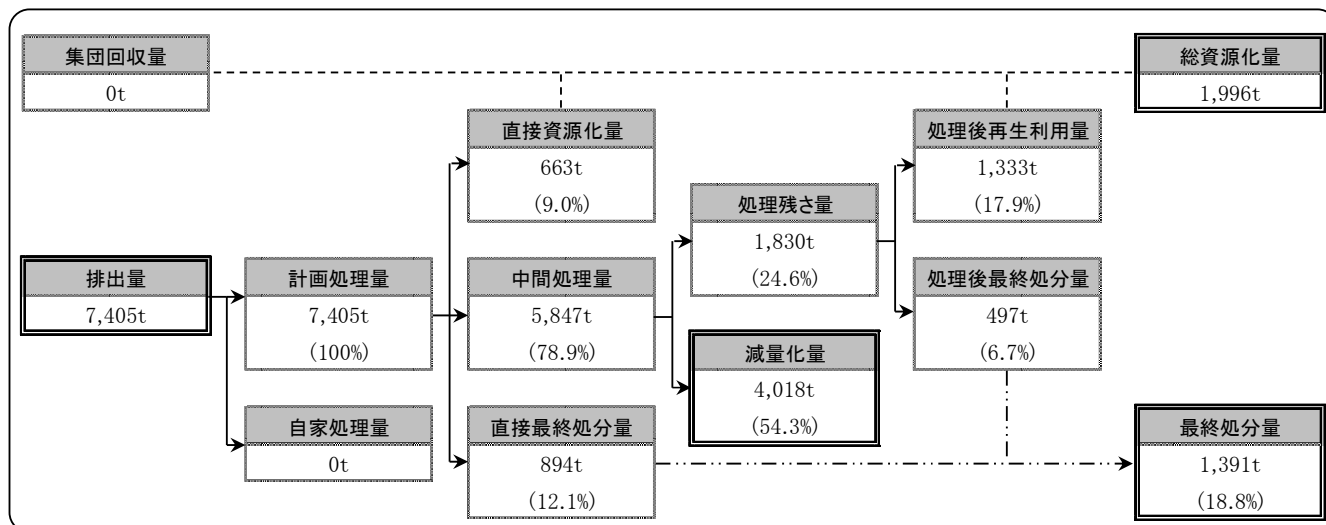 集団回収量
0t
総資源化量
1,996t
直接資源化量
663t
(9.0%)
処理後再生利用量
1,333t
(17.9%)
処理残さ量
1,830t
(24.6%)
排出量
7,405t
計画処理量
7,405t
(100%)
中間処理量
5,847t
(78.9%)
処理後最終処分量
497t
(6.7%)
減量化量
4,018t
(54.3%)
自家処理量
0t
直接最終処分量
894t
(12.1%)
最終処分量
1,391t
(18.8%)